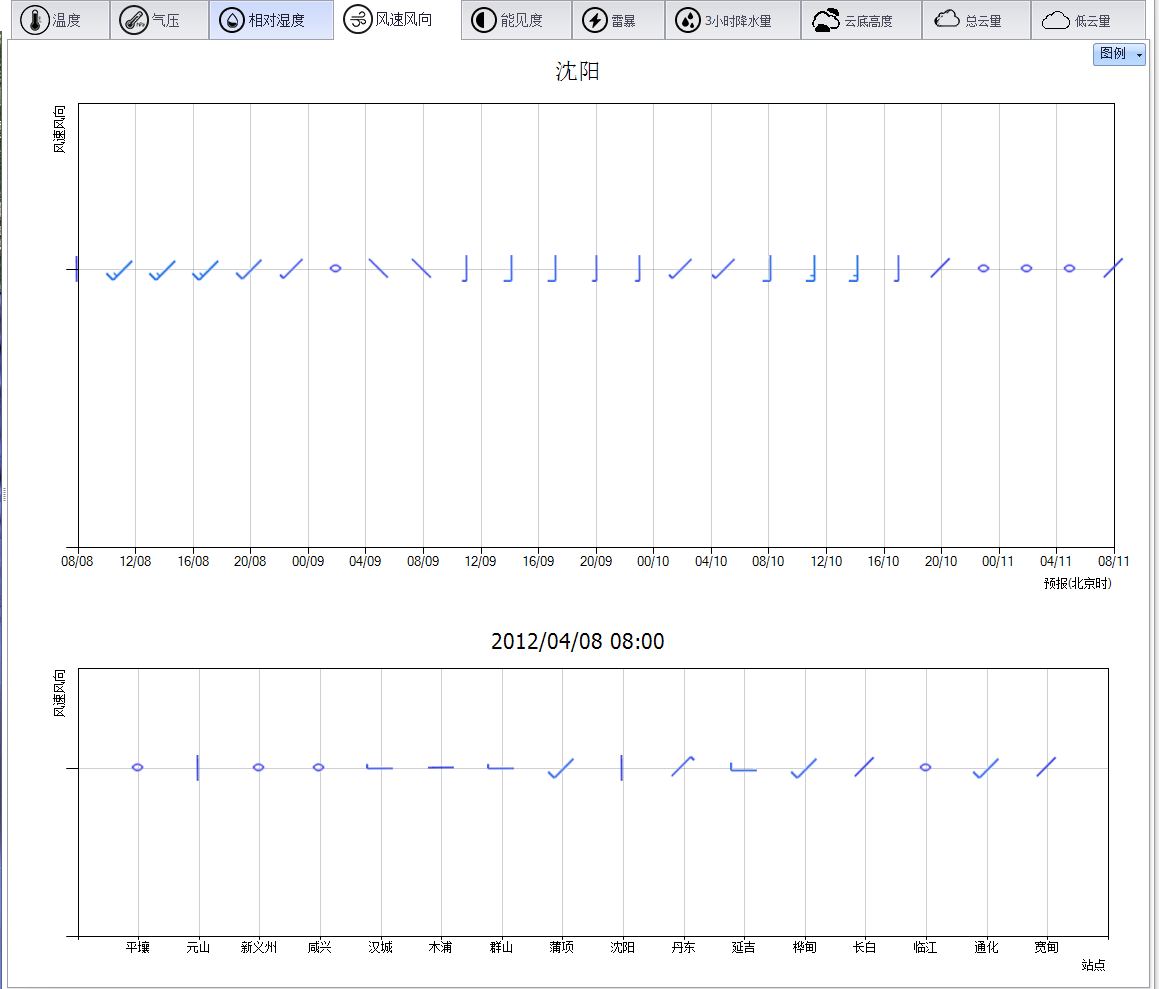 温度 气压 相对湿度 风速风向 能见度 雷暴 3小时降水量 云底高度 总云量 低云量
图例
沈阳
风速风向
08/08 12/08 16/08 20/08 00/09 04/09 08/09 12/09 16/09 20/09 00/10 04/10 08/10 12/10 16/10 20/10 00/11 04/11 08/11
预报(北京时)
2012/04/08 08:00
风速风向
平壤 元山 新义州 咸兴 汉城 木浦 群山 蒲项 沈阳 丹东 延吉 桦甸 长白 临江 通化 宽甸
站点